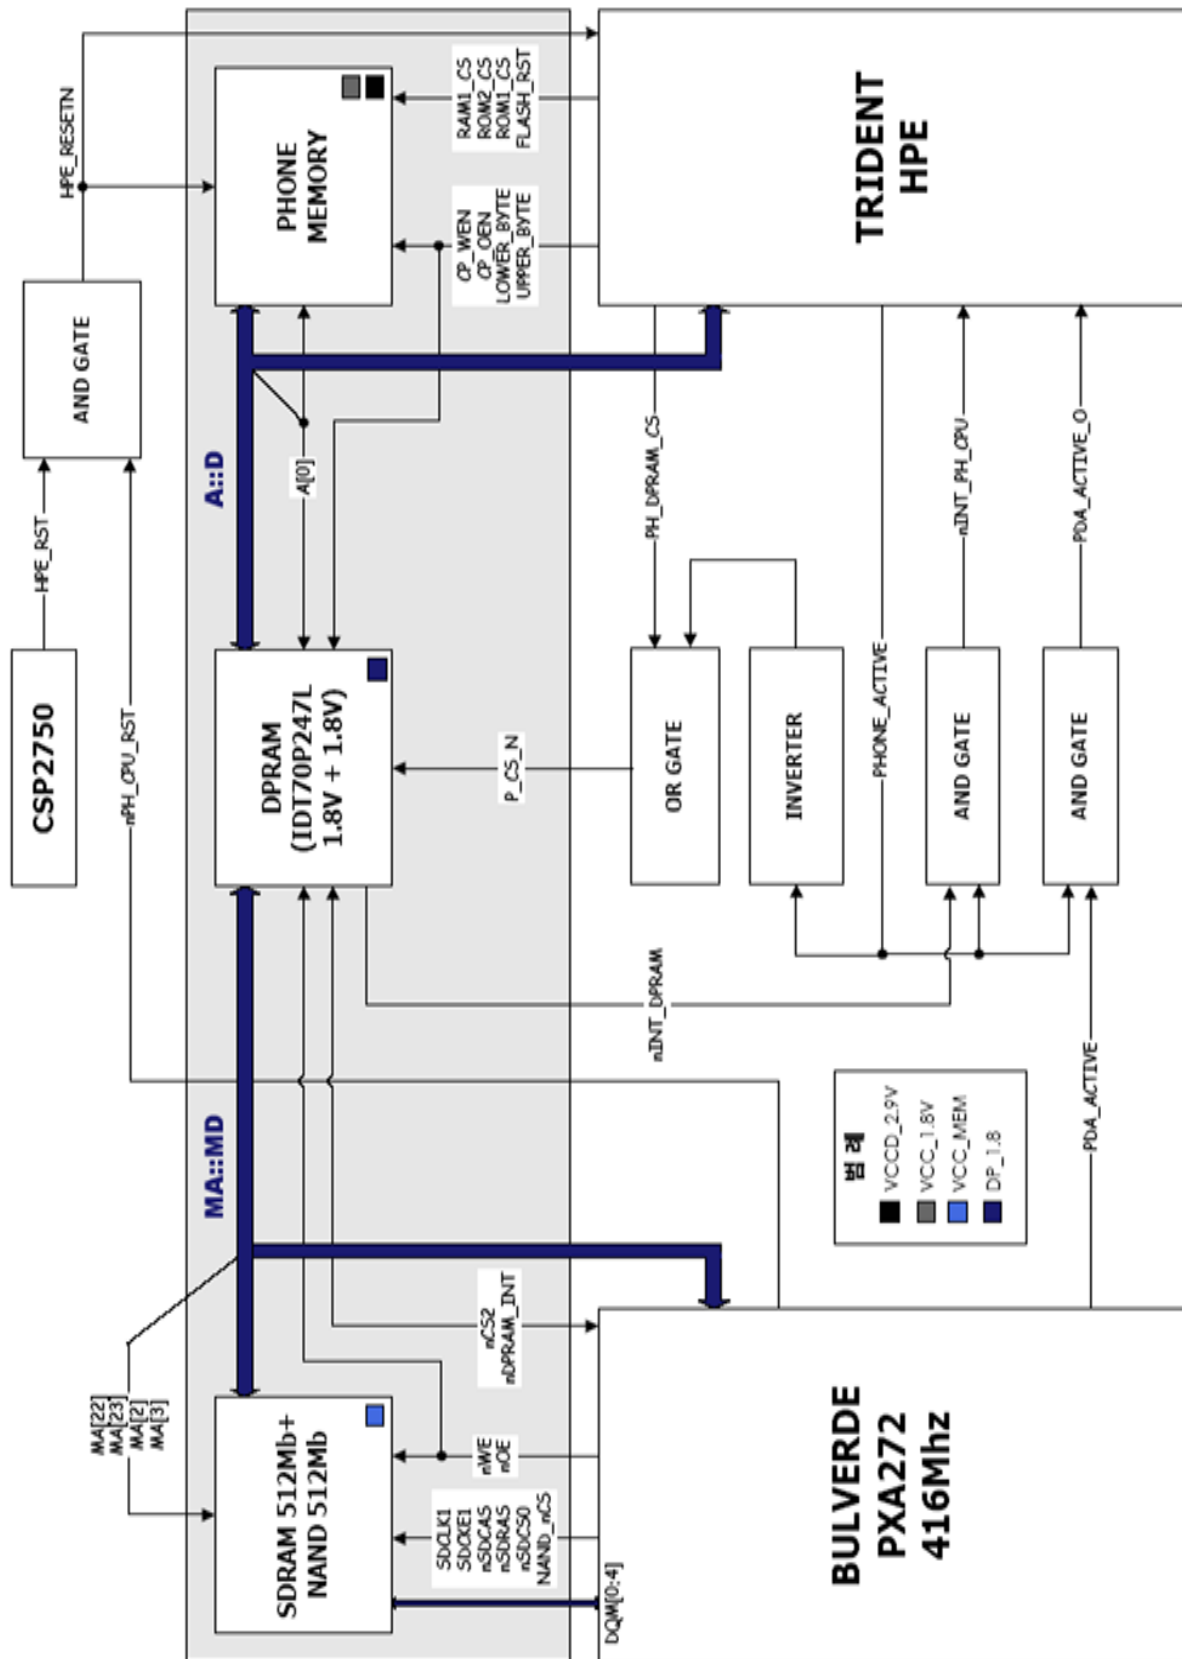 CSP2750
HPE_RST
AND GATE
HPE_RESETN
MA[22]
MA[23]
MA[2]
MA[3]
nPH_CPU_RST
MA::MD
A::D
SDRAM 512Mb+
NAND 512Mb
DPRAM
(IDT70P247L
1.8V + 1.8V)
A[0]
PHONE
MEMORY
SDCLK1
SDCKE1
nSDCAS
nSDRAS
nSDCS0
NAND_nCS
nWE
nOE
nCS2
nDPRAM_INT
P_CS_N
CP_WEN
CP_OEN
LOWER_BYTE
UPPER_BYTE
RAM1_CS
ROM2_CS
ROM1_CS
FLASH_RST
DQM[0:4]
nINT_DPRAM
OR GATE
PH_DPRAM_CS
INVERTER
PHONE_ACTIVE
AND GATE
nINT_PH_CPU
AND GATE
PDA_ACTIVE_O
PDA_ACTIVE
범 례
VCCD_2.9V
VCC_1.8V
VCC_MEM
DP_1.8
BULVERDE
PXA272
416Mhz
TRIDENT
HPE